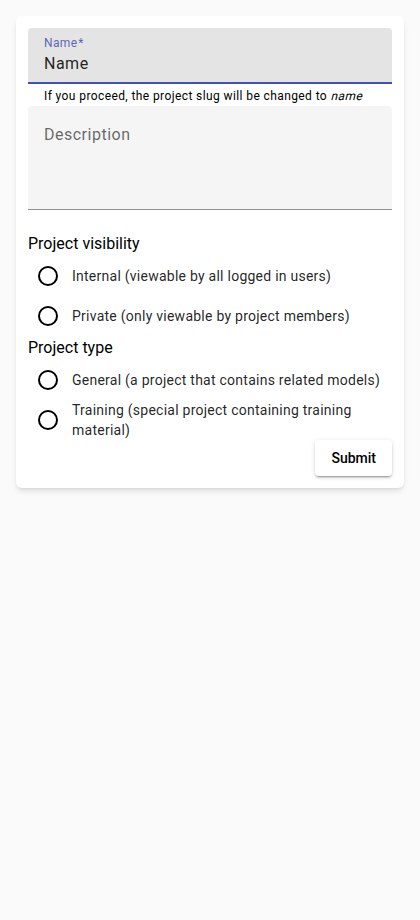 Name*
Name
If you proceed, the project slug will be changed to name
Description
Project visibility
Internal (viewable by all logged in users)
Private (only viewable by project members)
Project type
General (a project that contains related models)
Training (special project containing training
material)
Submit